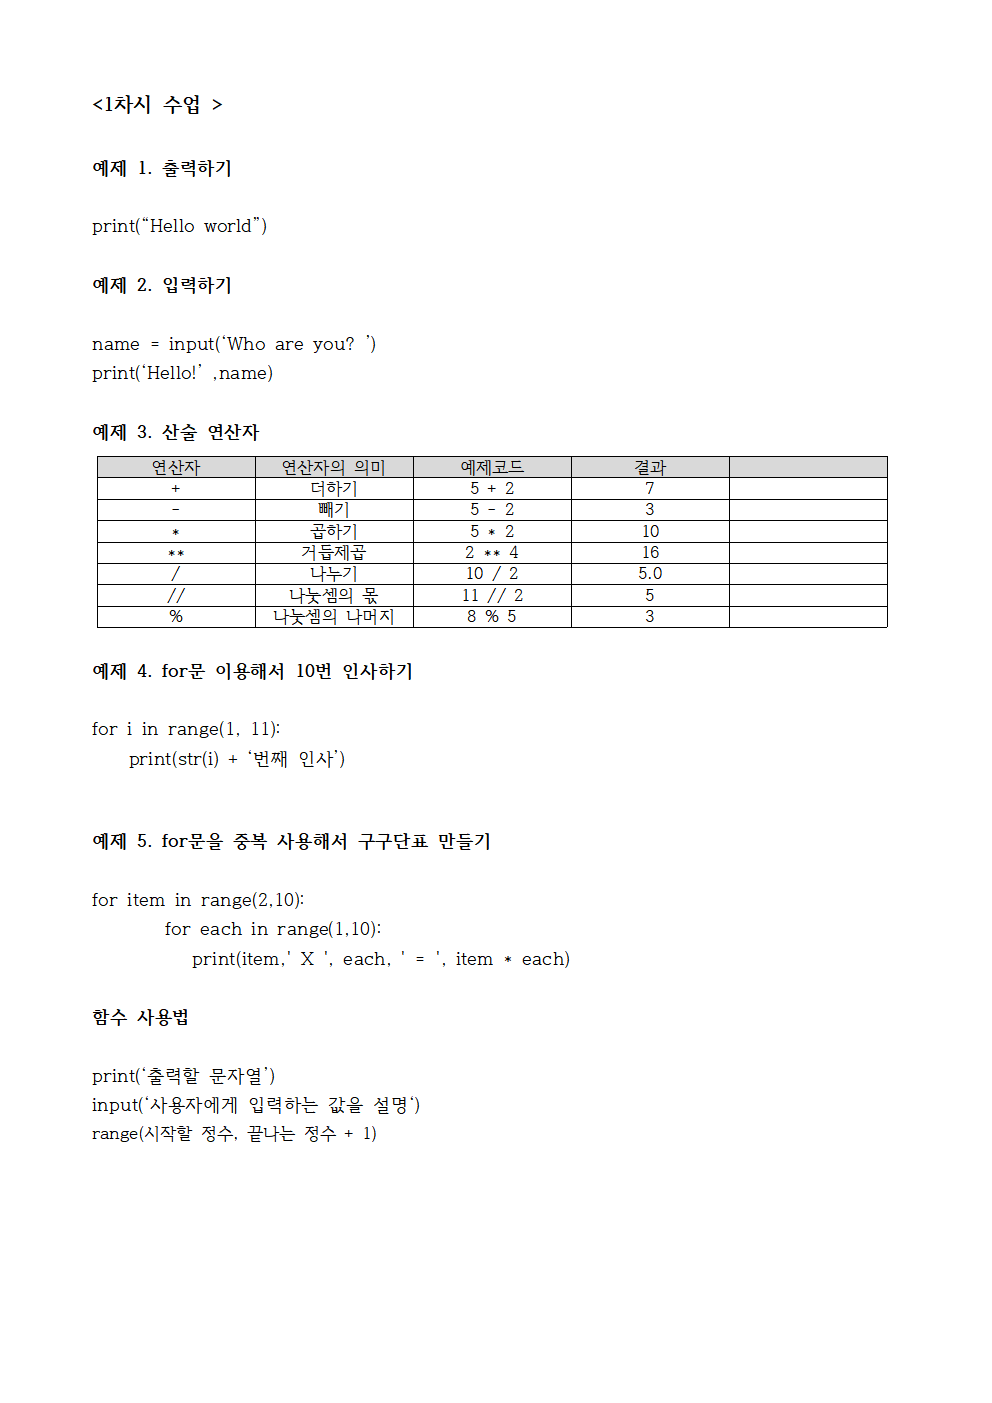 <1차시 수업 >
예제 1. 출력하기
print(“Hello world”)
예제 2. 입력하기
name = input(‘Who are you? ’)
print(‘Hello!’ ,name)
예제 3. 산술 연산자
연산자 연산자의 의미 예제코드 결과
+ 더하기 5 + 2 7
- 빼기 5 - 2 3
* 곱하기 5 * 2 10
** 거듭제곱 2 ** 4 16
/ 나누기 10 / 2 5.0
// 나눗셈의 몫 11 // 2 5
% 나눗셈의 나머지 8 % 5 3
예제 4. for문 이용해서 10번 인사하기
for i in range(1, 11):
print(str(i) + ‘번째 인사’)
예제 5. for문을 중복 사용해서 구구단표 만들기
for item in range(2,10):
for each in range(1,10):
print(item,' X ', each, ' = ', item * each)
함수 사용법
print(‘출력할 문자열’)
input(‘사용자에게 입력하는 값을 설명‘)
range(시작할 정수, 끝나는 정수 + 1)